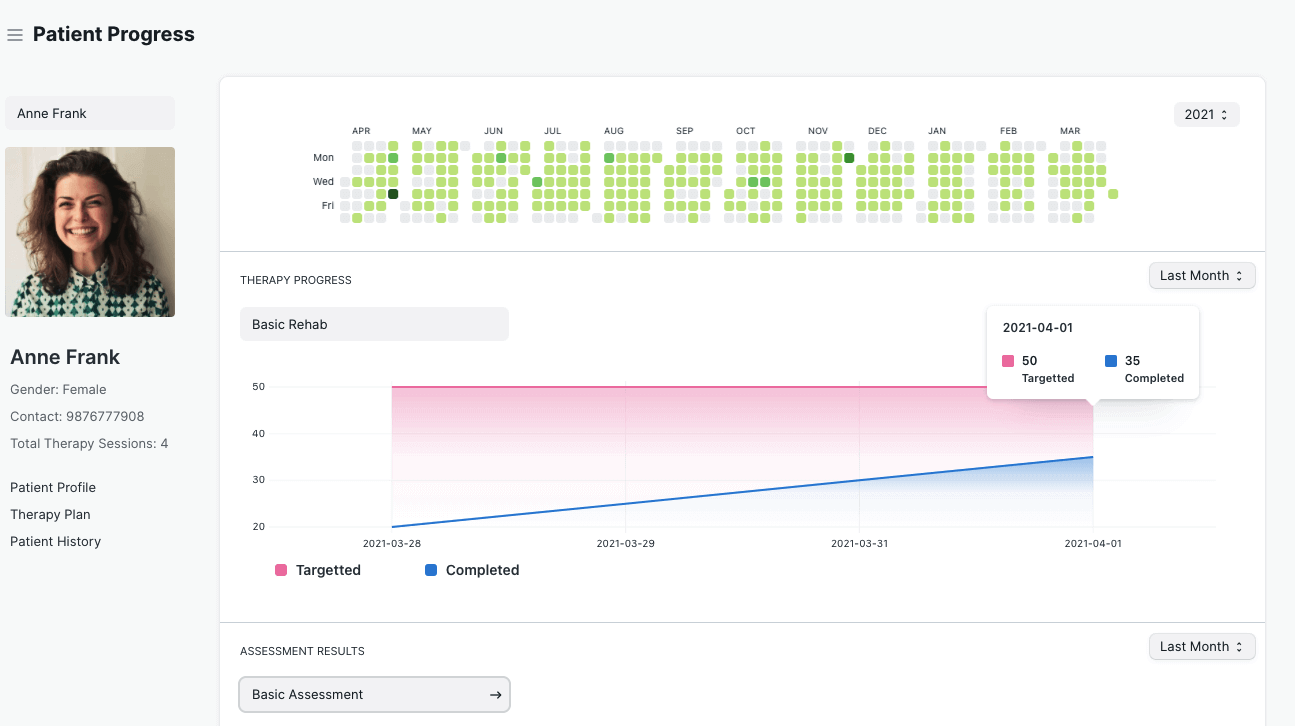 Patient Progress
Anne Frank
Anne Frank
Gender: Female
Contact: 9876777908
Total Therapy Sessions: 4
Patient Profile
Therapy Plan
Patient History
2021
APR MAY JUN JUL AUG SEP OCT NOV DEC JAN FEB MAR
Mon
Wed
Fri
THERAPY PROGRESS
Last Month
Basic Rehab
2021-04-01
50 35
Targetted Completed
50
40
30
20
2021-03-28 2021-03-29 2021-03-31 2021-04-01
Targetted Completed
ASSESSMENT RESULTS
Last Month
Basic Assessment